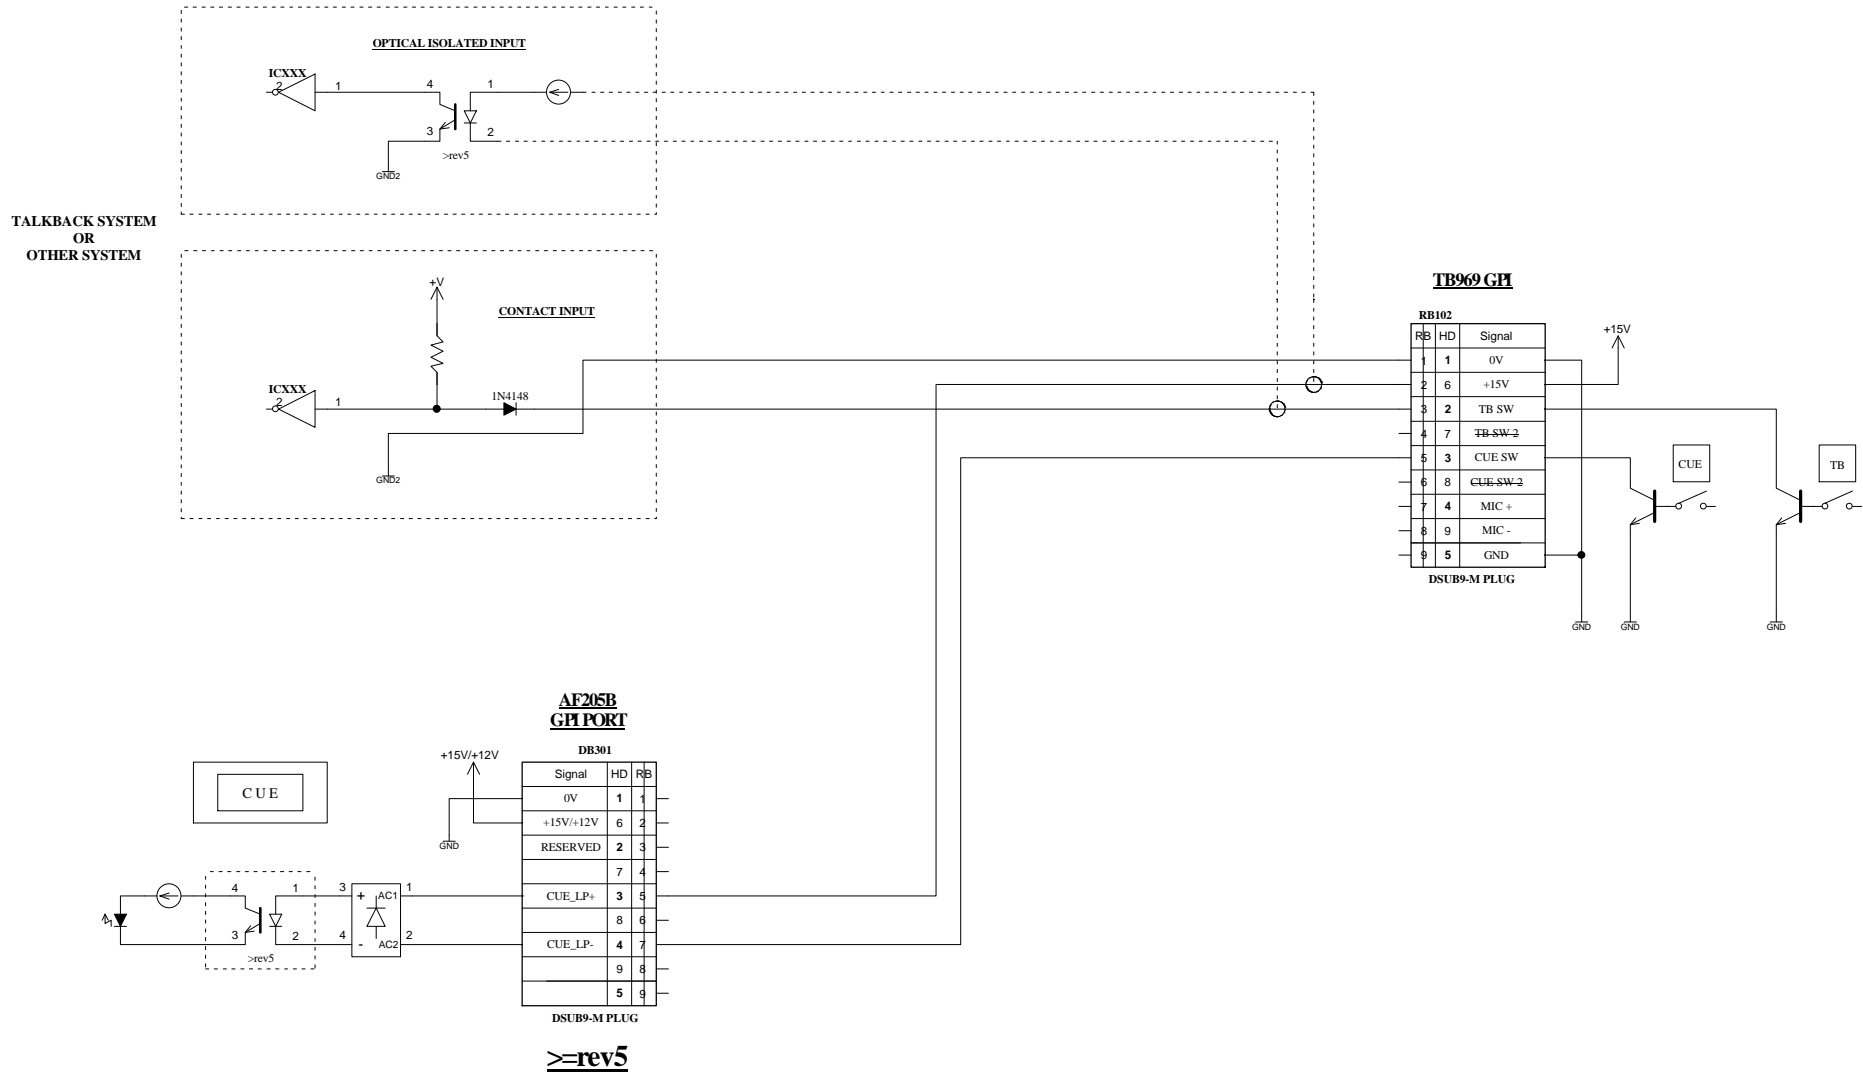 OPTICAL ISOLATED INPUT
ICXXX
2 1 4 1
3 2
>rev5
GND2
TALKBACK SYSTEM
OR
OTHER SYSTEM
+V
CONTACT INPUT
ICXXX
2 1
1N4148
GND2
TB969 GPI
RB102
RB HD Signal
1 1 0V
2 6 +15V
3 2 TB SW
4 7 TB SW 2
5 3 CUE SW
6 8 CUE SW 2
7 4 MIC +
8 9 MIC -
9 5 GND
DSUB9-M PLUG
+15V
CUE
TB
GND
GND
GND
AF205B
GPI PORT
DB301
+15V/+12V
Signal HD RB
0V 1 1
+15V/+12V 6 2
RESERVED 2 3
7 4
CUE_LP+ 3 5
8 6
CUE_LP- 4 7
9 8
5 9
DSUB9-M PLUG
>=rev5
GND
CUE
4 1 3 + AC1 1
3 2 4 - AC2 2
>rev5